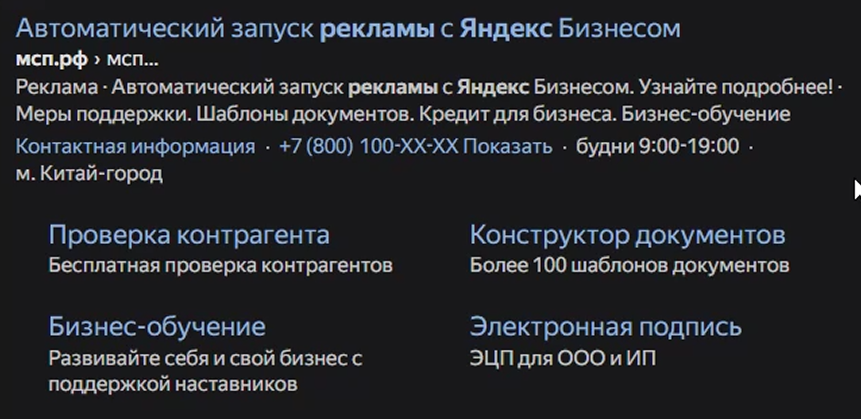 Автоматический запуск рекламы с Яндекс Бизнесом
мсп.рф › мсп...
Реклама · Автоматический запуск рекламы с Яндекс Бизнесом. Узнайте подробнее! ·
Меры поддержки. Шаблоны документов. Кредит для бизнеса. Бизнес-обучение
Контактная информация · +7 (800) 100-XX-XX Показать · будни 9:00-19:00 ·
м. Китай-город
Проверка контрагента
Бесплатная проверка контрагентов
Конструктор документов
Более 100 шаблонов документов
Бизнес-обучение
Развивайте себя и свой бизнес с
поддержкой наставников
Электронная подпись
ЭЦП для ООО и ИП